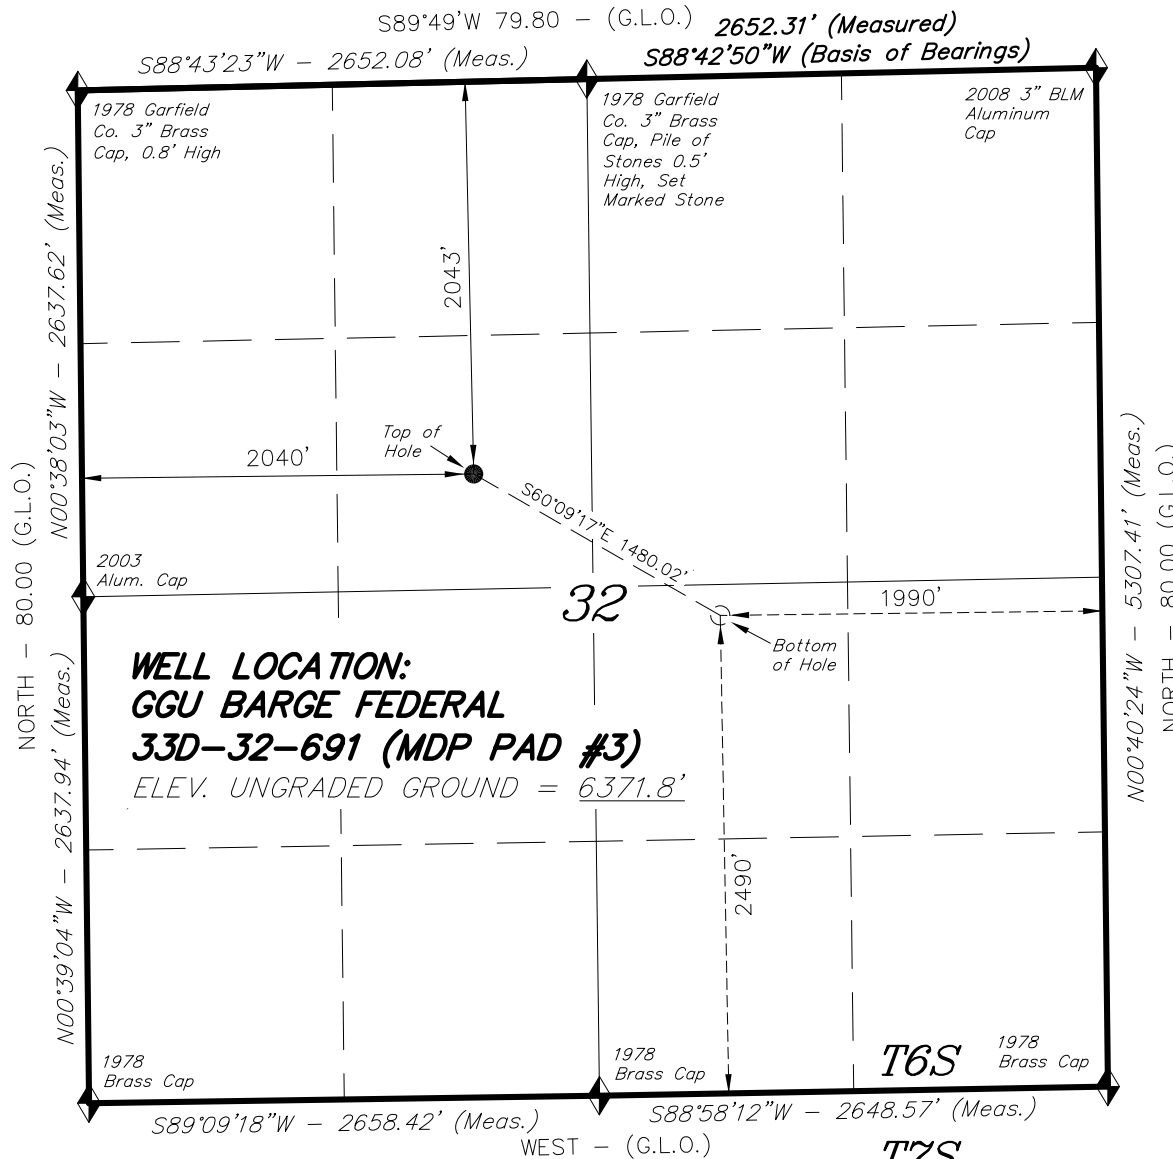 S89°49'W 79.80 – (G.L.O.)
2652.31' (Measured)
S88°43'23"W – 2652.08' (Meas.)
S88°42'50"W (Basis of Bearings)
1978 Garfield
Co. 3" Brass
Cap, 0.8' High
1978 Garfield
Co. 3" Brass
Cap, Pile of
Stones 0.5'
High, Set
Marked Stone
2008 3" BLM
Aluminum
Cap
N00°38'03"W – 2637.62' (Meas.)
2043'
Top of
Hole
2040'
S60°09'17"E 1480.02'
NORTH – 80.00 (G.L.O.)
2003
Alum. Cap
32
1990'
Bottom
of Hole
N00°40'24"W – 5307.41' (Meas.)
NORTH – 80.00 (G.L.O.)
WELL LOCATION:
GGU BARGE FEDERAL
33D–32–691 (MDP PAD #3)
ELEV. UNGRADED GROUND = 6371.8'
N00°39'04"W – 2637.94' (Meas.)
2490'
1978
Brass Cap
1978
Brass Cap
T6S
1978
Brass Cap
S89°09'18"W – 2658.42' (Meas.)
S88°58'12"W – 2648.57' (Meas.)
WEST – (G.L.O.)
T7S